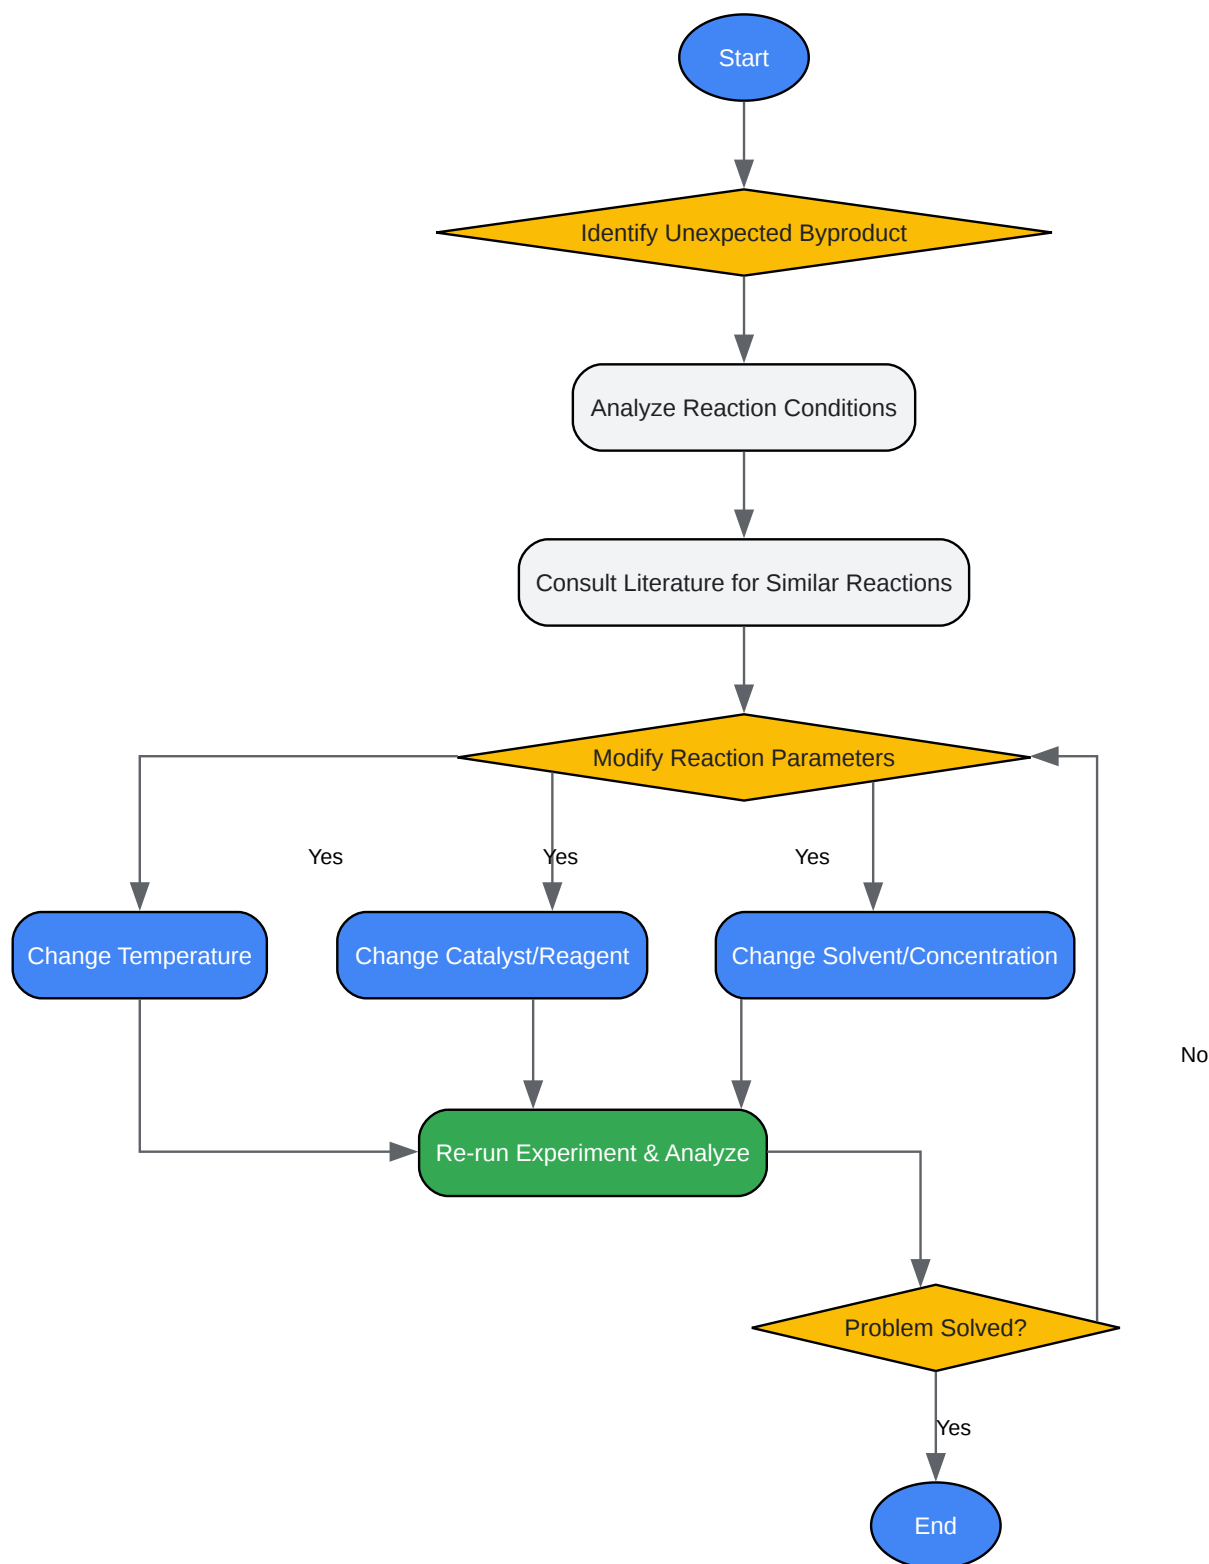 Start
Identify Unexpected Byproduct
Analyze Reaction Conditions
Consult Literature for Similar Reactions
Modify Reaction Parameters
Yes
Yes
Yes
Change Temperature
Change Catalyst/Reagent
Change Solvent/Concentration
No
Re-run Experiment & Analyze
Problem Solved?
Yes
End